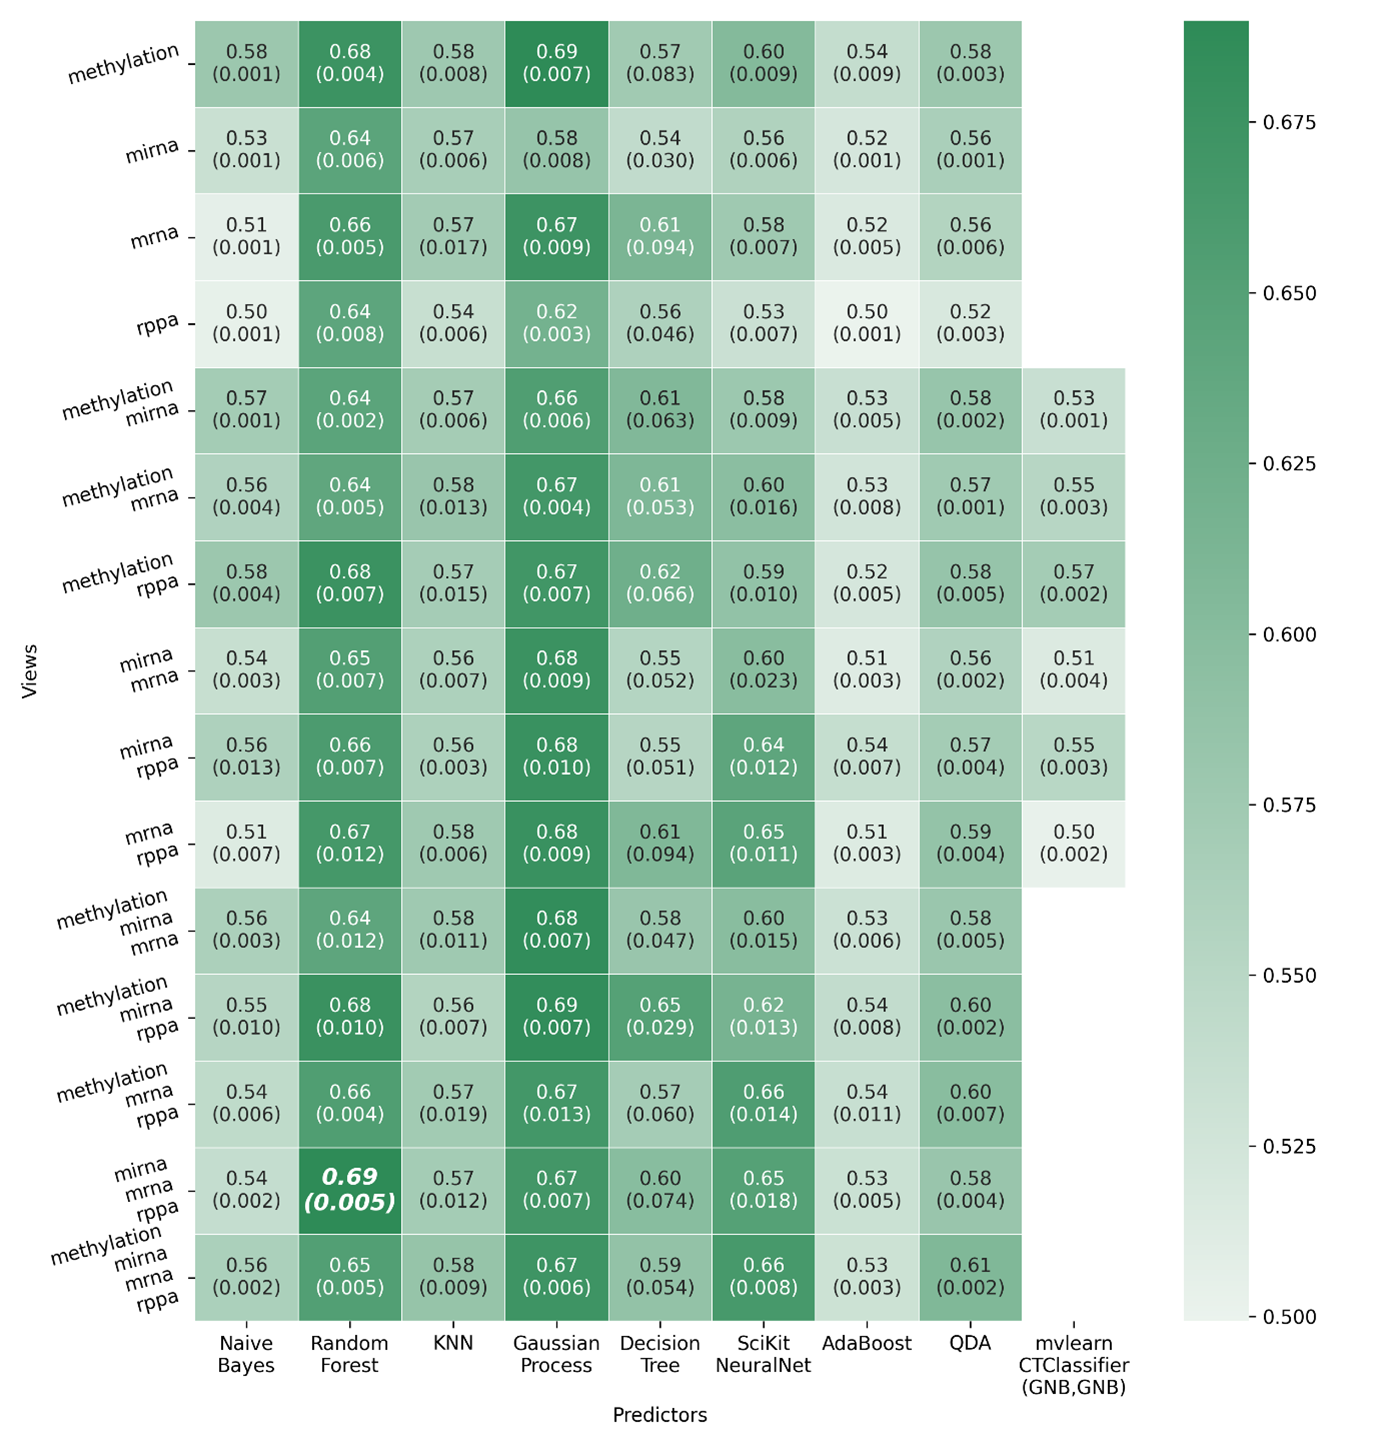 methylation
0.58 0.68 0.58 0.69 0.57 0.60 0.54 0.58
(0.001) (0.004) (0.008) (0.007) (0.083) (0.009) (0.009) (0.003)
mirna
0.53 0.64 0.57 0.58 0.54 0.56 0.52 0.56
(0.001) (0.006) (0.006) (0.008) (0.030) (0.006) (0.001) (0.001)
mrna
0.51 0.66 0.57 0.67 0.61 0.58 0.52 0.56
(0.001) (0.005) (0.017) (0.009) (0.094) (0.007) (0.005) (0.006)
rppa
0.50 0.64 0.54 0.62 0.56 0.53 0.50 0.52
(0.001) (0.008) (0.006) (0.003) (0.046) (0.007) (0.001) (0.003)
methylation
mirna
0.57 0.64 0.57 0.66 0.61 0.58 0.53 0.58 0.53
(0.001) (0.002) (0.006) (0.006) (0.063) (0.009) (0.005) (0.002) (0.001)
methylation
mrna
0.56 0.64 0.58 0.67 0.61 0.60 0.53 0.57 0.55
(0.004) (0.005) (0.013) (0.004) (0.053) (0.016) (0.008) (0.001) (0.003)
methylation
rppa
0.58 0.68 0.57 0.67 0.62 0.59 0.52 0.58 0.57
(0.004) (0.007) (0.015) (0.007) (0.066) (0.010) (0.005) (0.005) (0.002)
mirna
mrna
0.54 0.65 0.56 0.68 0.55 0.60 0.51 0.56 0.51
(0.003) (0.007) (0.007) (0.009) (0.052) (0.023) (0.003) (0.002) (0.004)
mirna
rppa
0.56 0.66 0.56 0.68 0.55 0.64 0.54 0.57 0.55
(0.013) (0.007) (0.003) (0.010) (0.051) (0.012) (0.007) (0.004) (0.003)
mrna
rppa
0.51 0.67 0.58 0.68 0.61 0.65 0.51 0.59 0.50
(0.007) (0.012) (0.006) (0.009) (0.094) (0.011) (0.003) (0.004) (0.002)
methylation
mirna
mrna
0.56 0.64 0.58 0.68 0.58 0.60 0.53 0.58
(0.003) (0.012) (0.011) (0.007) (0.047) (0.015) (0.006) (0.005)
methylation
mirna
rppa
0.55 0.68 0.56 0.69 0.65 0.62 0.54 0.60
(0.010) (0.010) (0.007) (0.007) (0.029) (0.013) (0.008) (0.002)
methylation
mrna
rppa
0.54 0.66 0.57 0.67 0.57 0.66 0.54 0.60
(0.006) (0.004) (0.019) (0.013) (0.060) (0.014) (0.011) (0.007)
mirna
mrna
rppa
0.54 0.69 0.57 0.67 0.60 0.65 0.53 0.58
(0.002) (0.005) (0.012) (0.007) (0.074) (0.018) (0.005) (0.004)
methylation
mirna
mrna
rppa
0.56 0.65 0.58 0.67 0.59 0.66 0.53 0.61
(0.002) (0.005) (0.009) (0.006) (0.054) (0.008) (0.003) (0.002)
Views
Naive
Bayes
Random
Forest
KNN
Gaussian
Process
Decision
Tree
SciKit
NeuralNet
AdaBoost
QDA
mvlearn
CTClassifier
(GNB,GNB)
Predictors
0.675
0.650
0.625
0.600
0.575
0.550
0.525
0.500